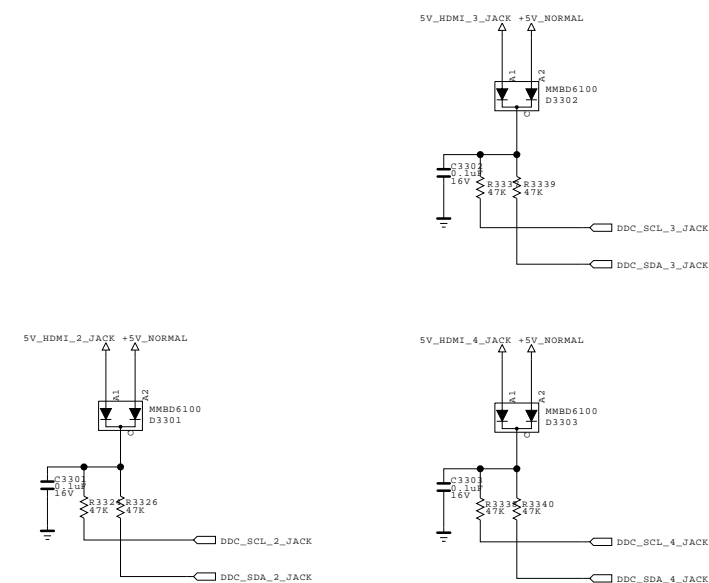 5V_HDMI_3_JACK +5V_NORMAL
A1
A2
MMBD6100
D3302
C
C3302
0.1uF
16V
R3339
47K
47K
DDC_SCL_3_JACK
DDC_SDA_3_JACK
5V_HDMI_2_JACK +5V_NORMAL
A1
A2
MMBD6100
D3301
C
C3301
0.1uF
16V
R3324
47K
R3326
47K
DDC_SCL_2_JACK
DDC_SDA_2_JACK
5V_HDMI_4_JACK +5V_NORMAL
A1
A2
MMBD6100
D3303
C
C3303
0.1uF
16V
R3340
47K
47K
DDC_SCL_4_JACK
DDC_SDA_4_JACK